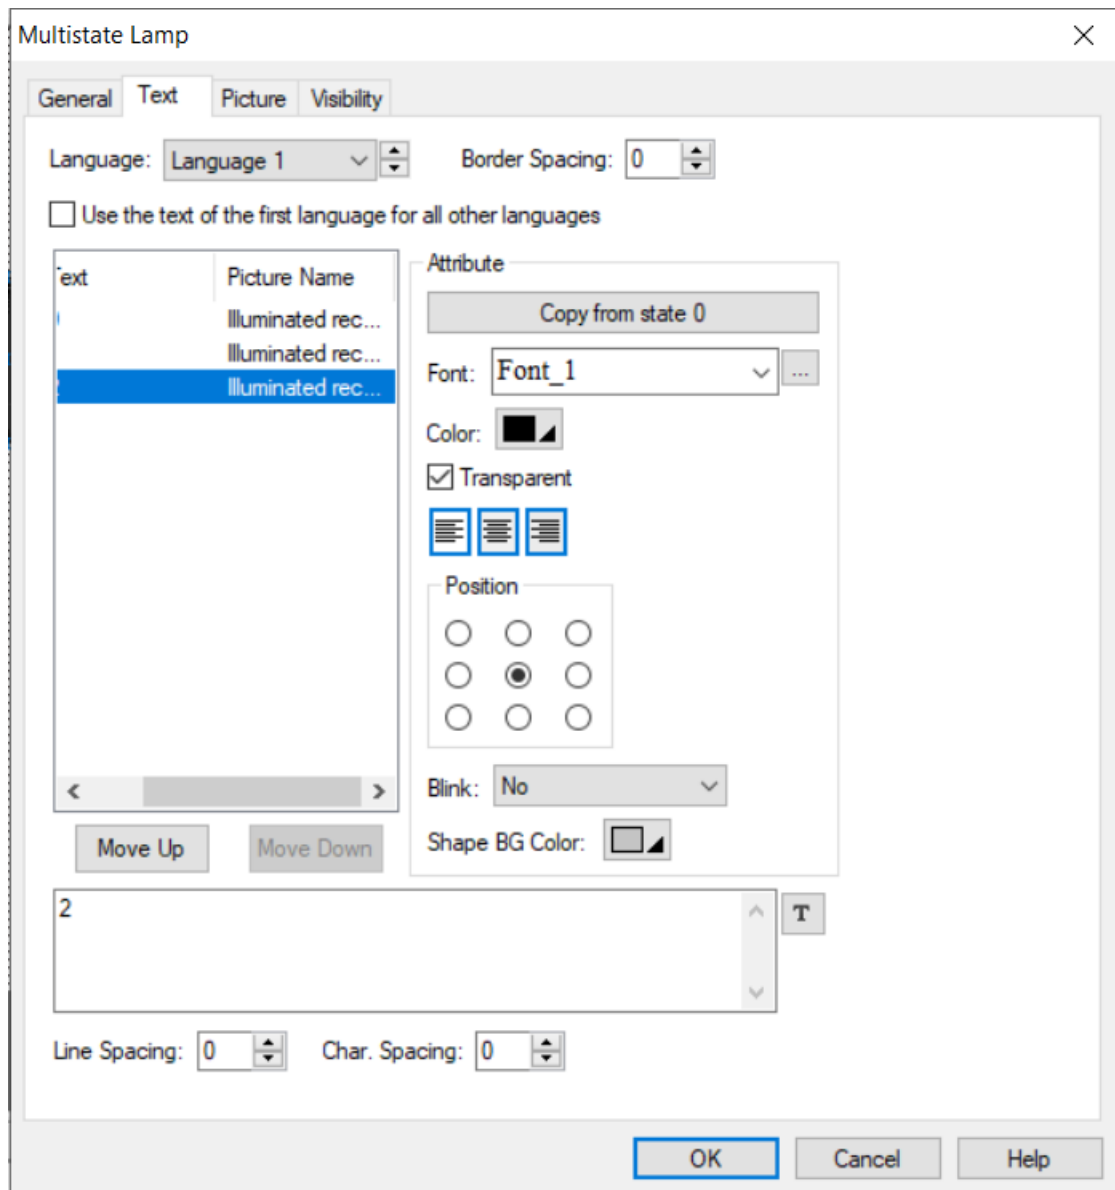 Multistate Lamp
General Text Picture Visibility
Language: Language 1 Border Spacing: 0
Use the text of the first language for all other languages
ext Picture Name
Illuminated rec...
Illuminated rec...
Illuminated rec...
Attribute
Copy from state 0
Font: Font_1 ...
Color:
Transparent
Position
Blink: No
Shape BG Color:
Move Up Move Down
2 T
Line Spacing: 0 Char. Spacing: 0
OK Cancel Help